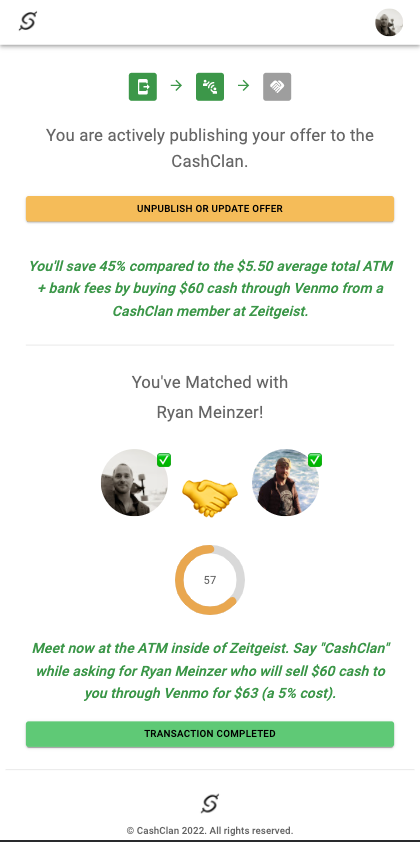 You are actively publishing your offer to the
CashClan.
UNPUBLISH OR UPDATE OFFER
You'll save 45% compared to the $5.50 average total ATM
+ bank fees by buying $60 cash through Venmo from a
CashClan member at Zeitgeist.
You've Matched with
Ryan Meinzer!
57
Meet now at the ATM inside of Zeitgeist. Say "CashClan"
while asking for Ryan Meinzer who will sell $60 cash to
you through Venmo for $63 (a 5% cost).
TRANSACTION COMPLETED
© CashClan 2022. All rights reserved.